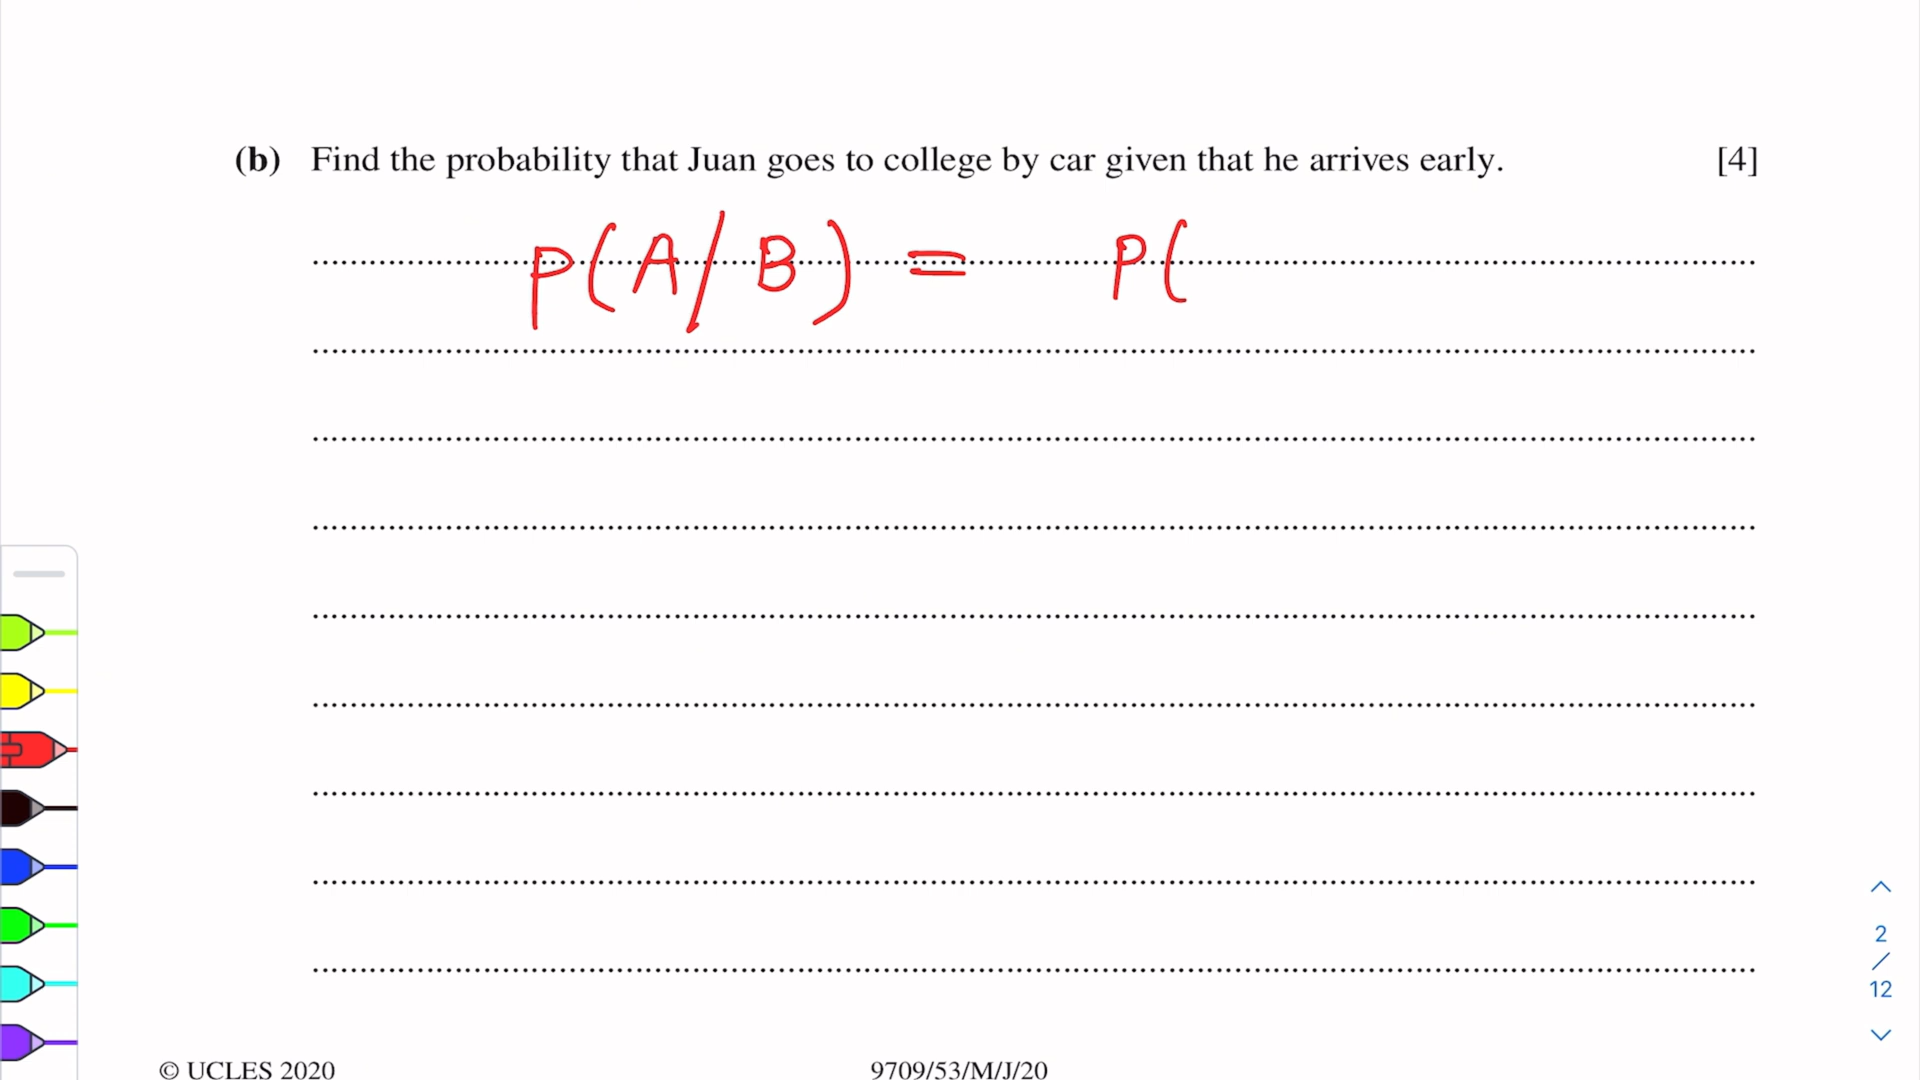 (b) Find the probability that Juan goes to college by car given that he arrives early. [4]
P(A/B) = P(
2
/
12
© UCLES 2020 9709/53/M/J/20